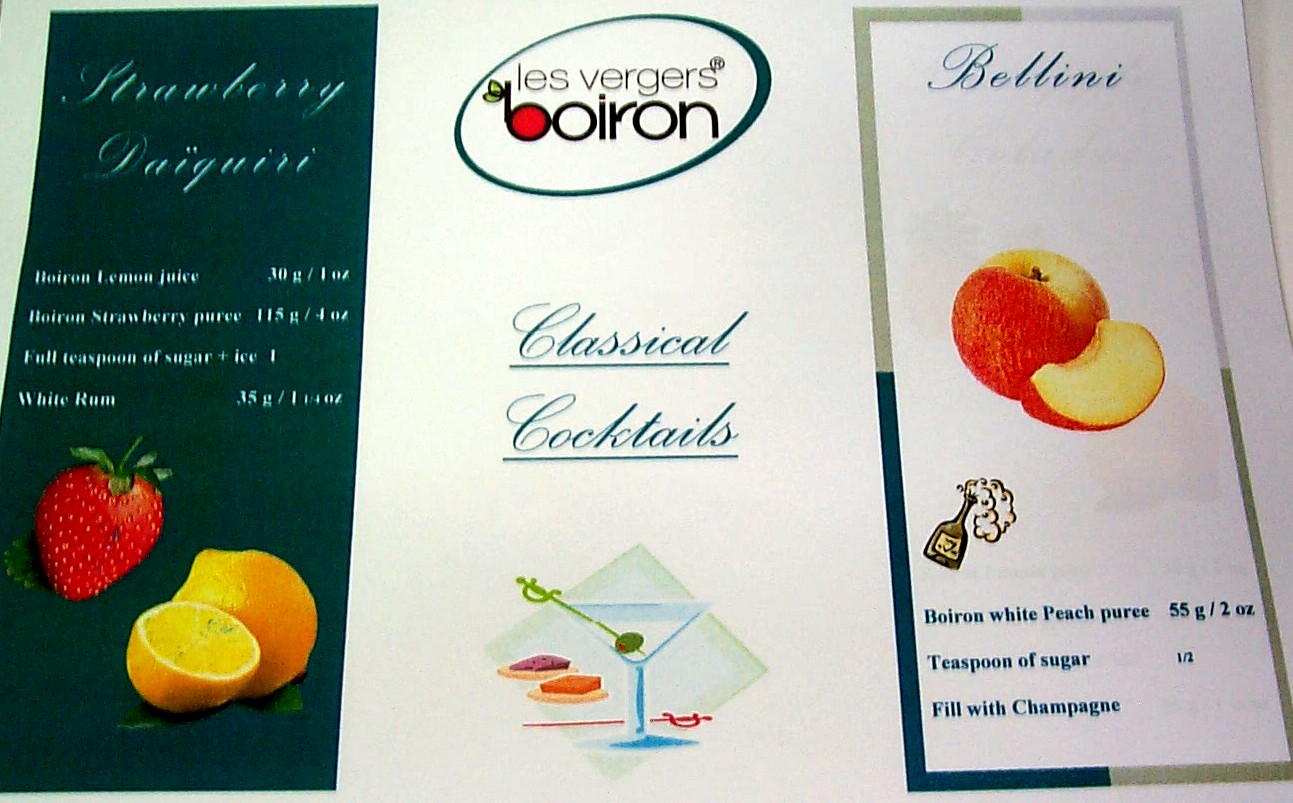 Strawberry
Daïquiri
Boiron Lemon juice 30 g / 1 oz
Boiron Strawberry puree 115 g / 4 oz
Full teaspoon of sugar + ice 1
White Rum 35 g / 1 1/4 oz
les vergers®
boiron
Classical
Cocktails
Bellini
Boiron white Peach puree 55 g / 2 oz
Teaspoon of sugar 1/2
Fill with Champagne